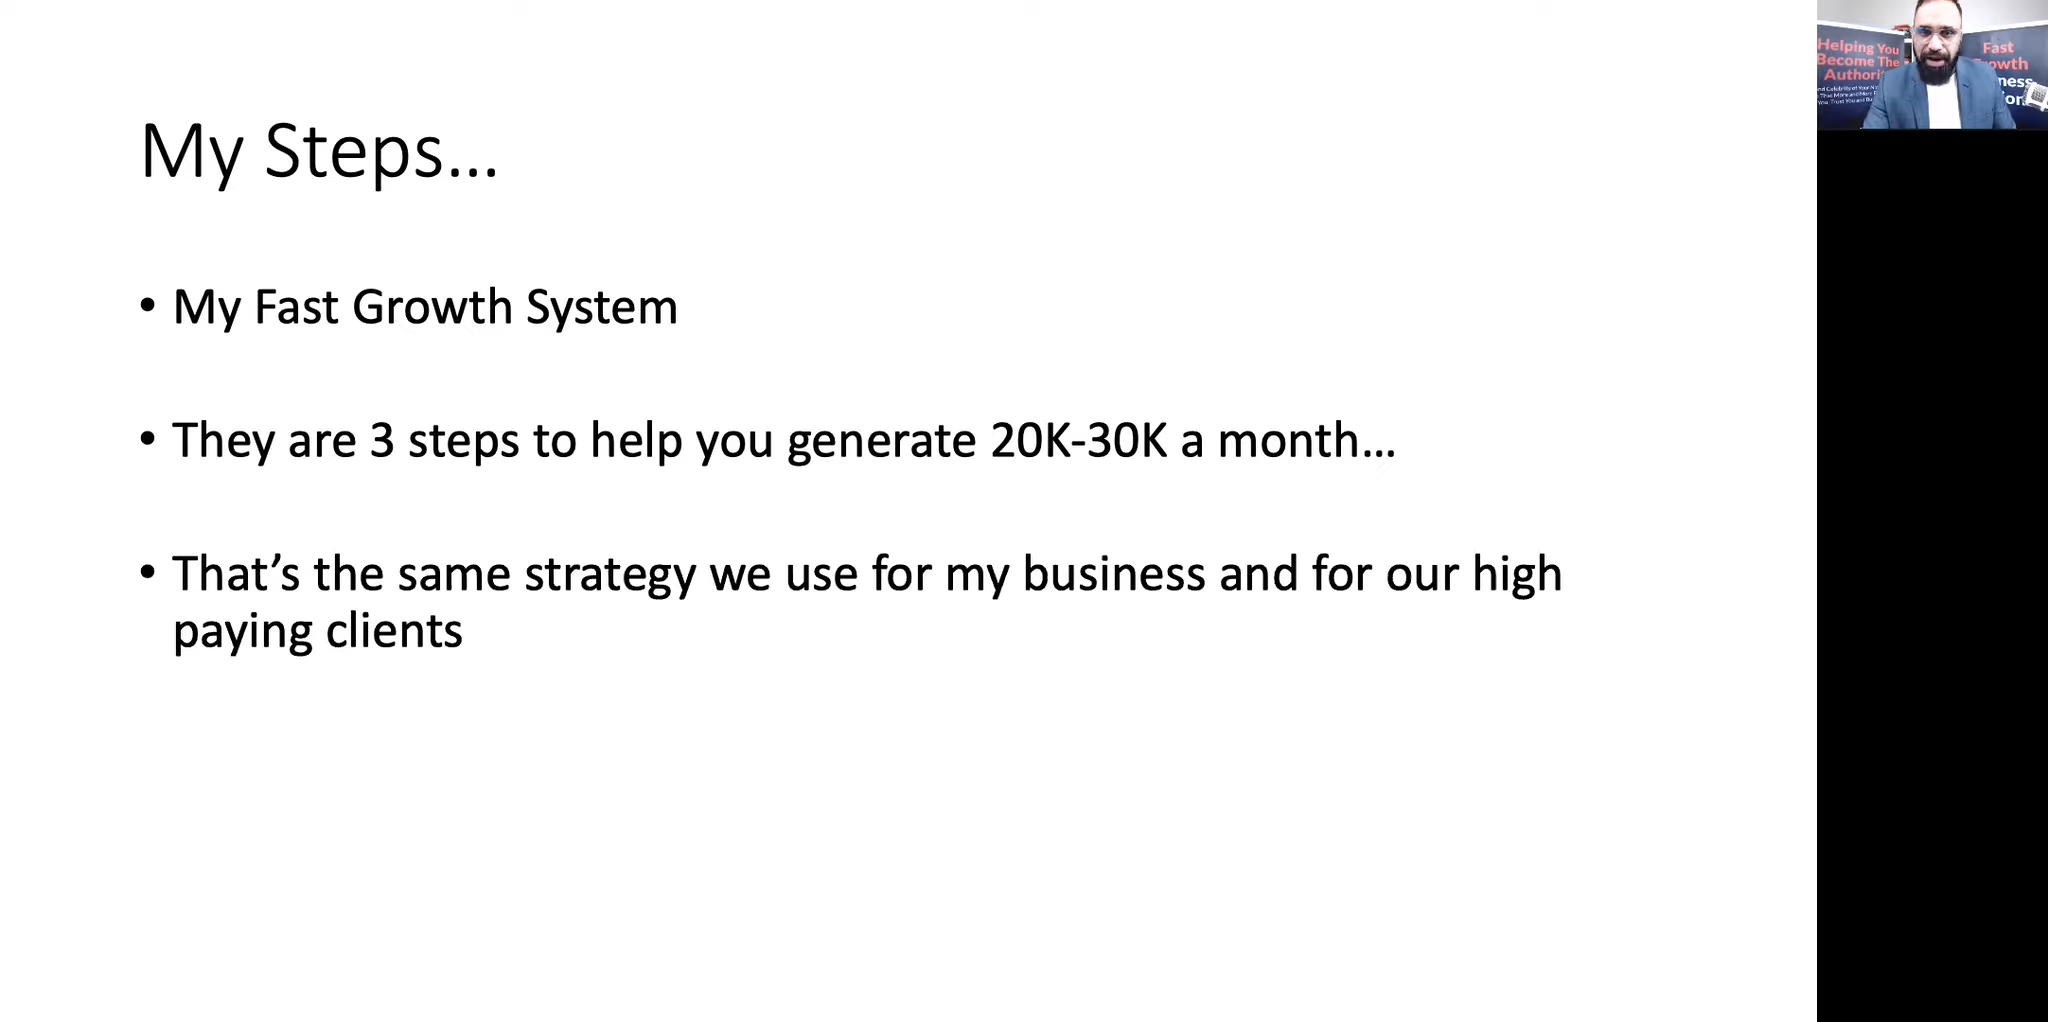 My Steps...
• My Fast Growth System
• They are 3 steps to help you generate 20K-30K a month...
• That’s the same strategy we use for my business and for our high
paying clients
Helping You
Become The
Fast